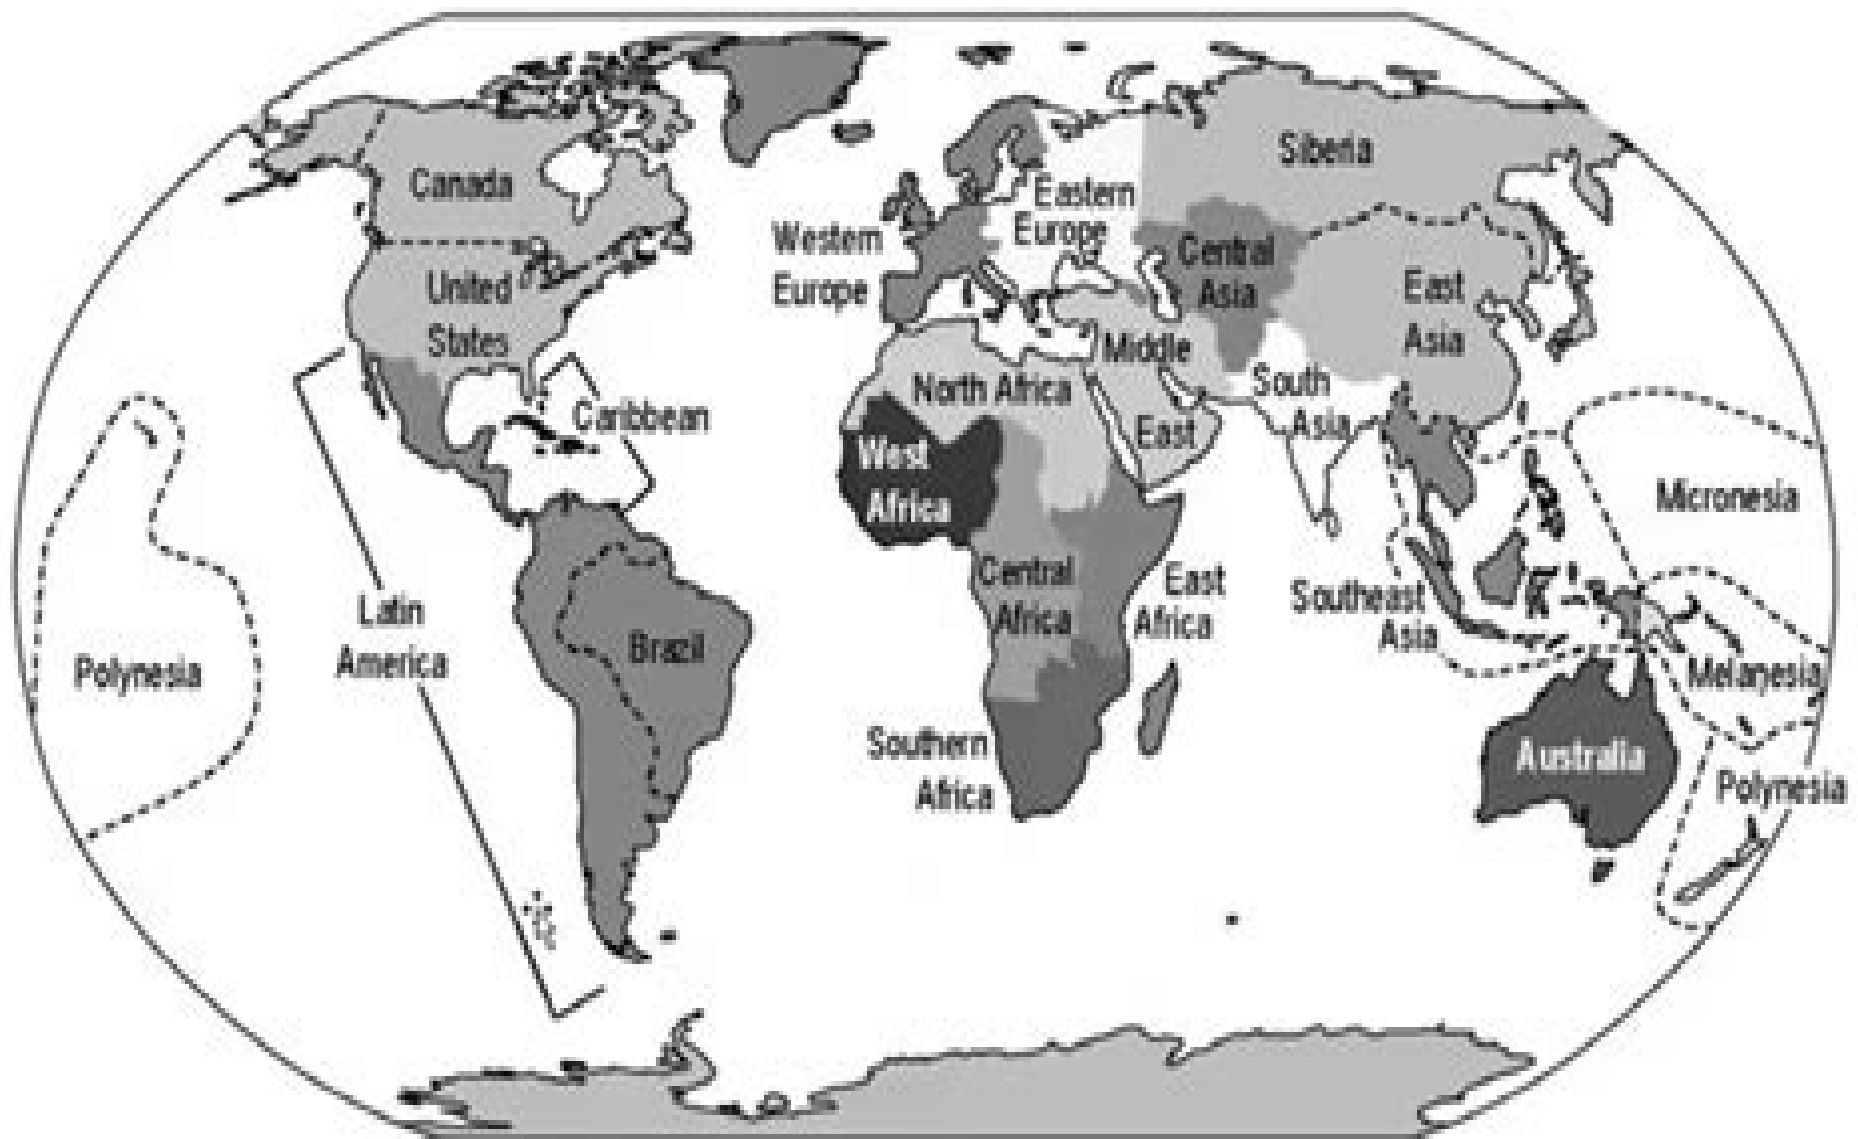 Canada
United
States
Caribbean
Latin
America
Brazil
Polynesia
Western
Europe
Eastern
Europe
Siberia
Central
Asia
East
Asia
Middle
East
South
Asia
North Africa
West
Africa
Central
Africa
East
Africa
Southern
Africa
Southeast
Asia
Micronesia
Melanesia
Australia
Polynesia